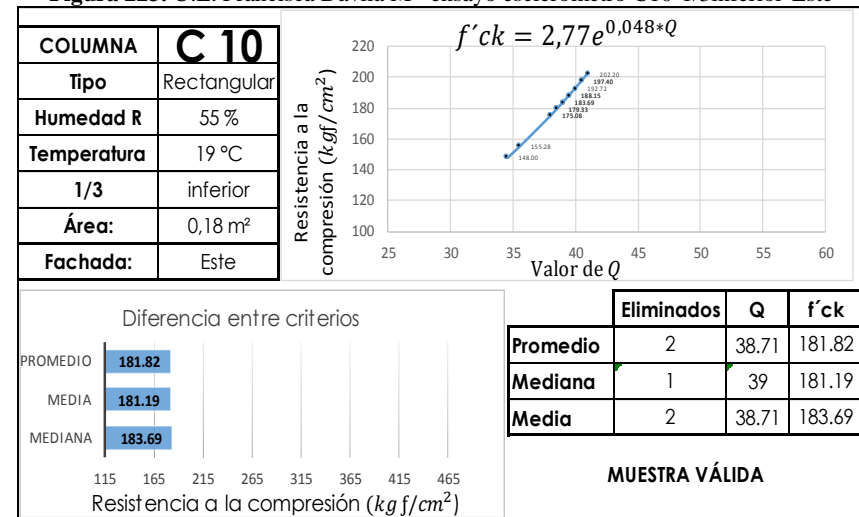 COLUMNA C 10
Tipo Rectangular
Humedad R 55 %
Temperatura 19 ºC
1/3 inferior
Área: 0,18 m²
Fachada: Este
f´ck = 2,77e^0,048*Q
Resistencia a la
compresión (kgf/cm²)
220
200
180
160
140
120
100
202.20
197.40
192.72
188.15
183.69
179.33
175.08
155.28
148.00
25 30 35 40 45 50 55 60
Valor de Q
Diferencia entre criterios
PROMEDIO 181.82
MEDIA 181.19
MEDIANA 183.69
115 165 215 265 315 365 415 465
Resistencia a la compresión (kg f/cm²)
Eliminados Q f´ck
Promedio 2 38.71 181.82
Mediana 1 39 181.19
Media 2 38.71 183.69
MUESTRA VÁLIDA